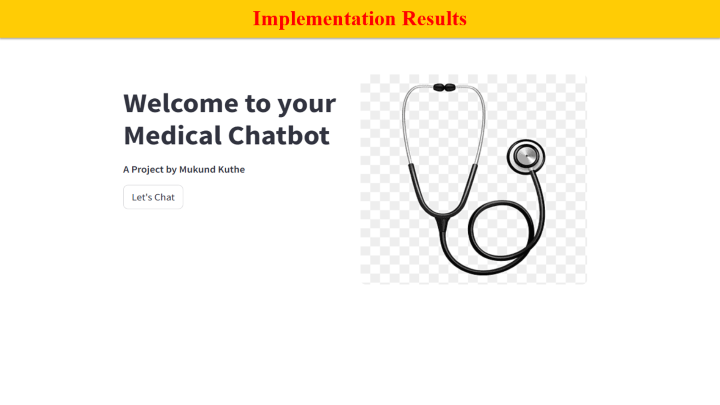 Implementation Results
Welcome to your
Medical Chatbot
A Project by Mukund Kuthe
Let's Chat